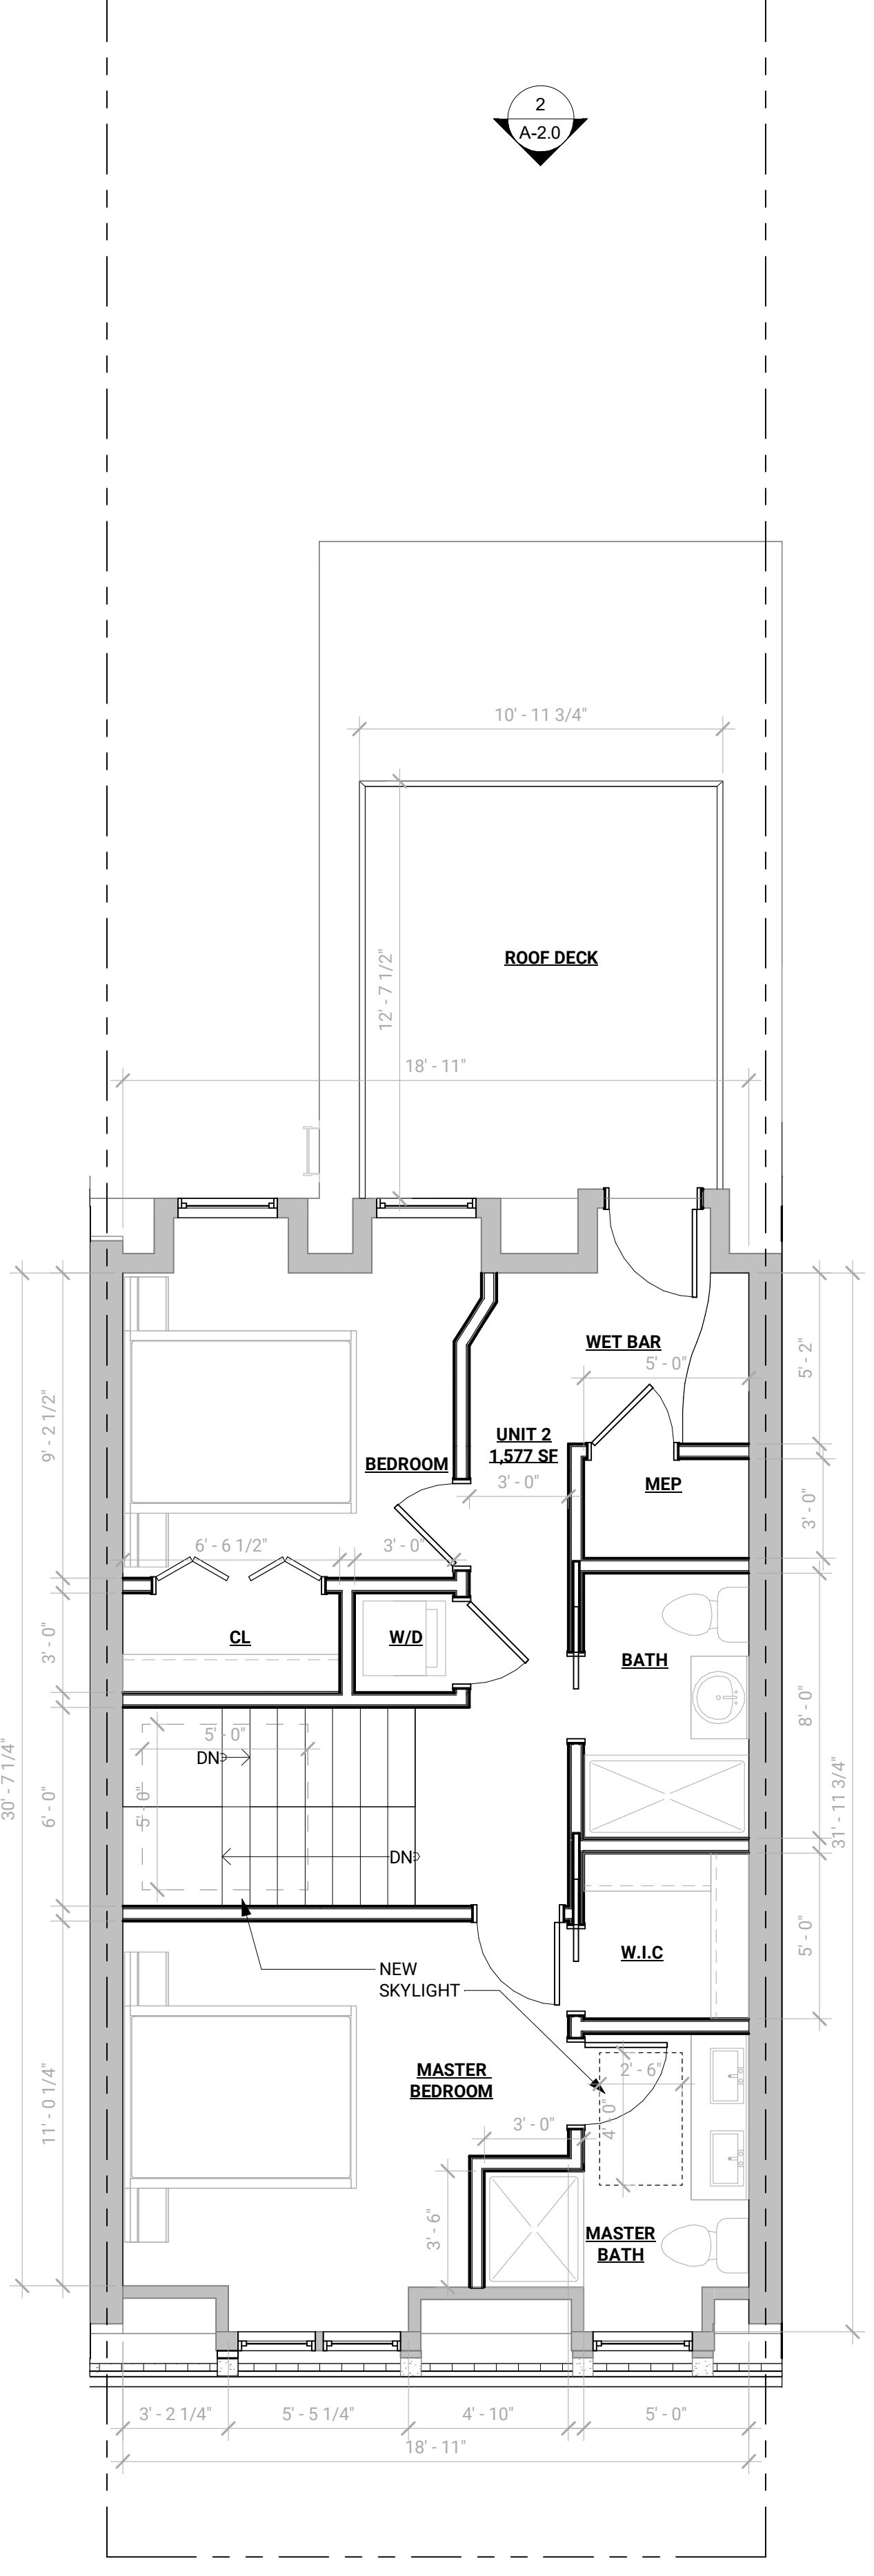 2
A-2.0
10' - 11 3/4"
ROOF DECK
12' - 7 1/2"
18' - 11"
WET BAR
5' - 0"
5' - 2"
9' - 2 1/2"
UNIT 2
1,577 SF
BEDROOM
3' - 0"
MEP
3' - 0"
6' - 6 1/2"
3' - 0"
CL
W/D
3' - 0"
BATH
8' - 0"
5' - 0"
DN
5' - 0"
6' - 0"
30' - 7 1/4"
31' - 11 3/4"
DN
W.I.C
5' - 0"
NEW
SKYLIGHT
MASTER
BEDROOM
2' - 6"
4' - 0"
11' - 0 1/4"
3' - 0"
3' - 6"
MASTER
BATH
3' - 2 1/4"
5' - 5 1/4"
4' - 10"
5' - 0"
18' - 11"